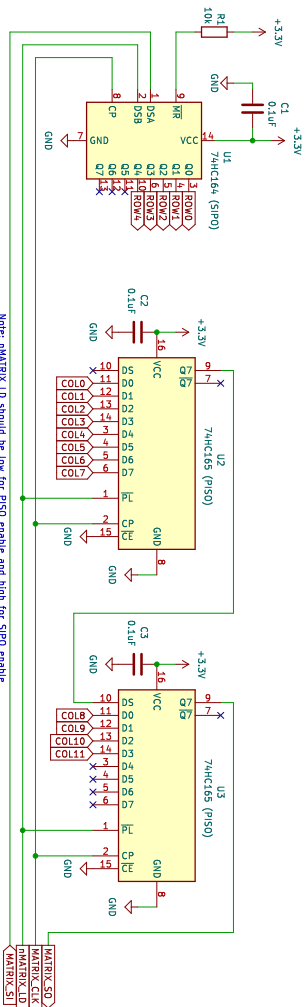 R1
10k
+3.3V
C1
0.1uF
+3.3V
GND
9
14
MR
VCC
8
CP
2
DSB
1
DSA
U1
74HC164 (SIPO)
7
GND
GND
Q7
Q6
Q5
Q4
Q3
Q2
Q1
Q0
13
12
11
10
6
5
4
3
ROW4
ROW3
ROW2
ROW1
ROW0
C2
0.1uF
GND
+3.3V
16
VCC
10
DS
11
D0
12
D1
13
D2
14
D3
3
D4
4
D5
5
D6
6
D7
1
PL
2
CP
15
CE
Q7
9
Q7
7
U2
74HC165 (PISO)
GND
8
GND
GND
COL0
COL1
COL2
COL3
COL4
COL5
COL6
COL7
C3
0.1uF
GND
+3.3V
16
VCC
10
DS
11
D0
12
D1
13
D2
14
D3
3
D4
4
D5
5
D6
6
D7
1
PL
2
CP
15
CE
Q7
9
Q7
7
U3
74HC165 (PISO)
GND
8
GND
GND
COL8
COL9
COL10
COL11
MATRIX_SO
MATRIX_CLK
nMATRIX_LD
MATRIX_SI
Note: nMATRIX_LD should be low for PISO enable and high for SIPO enable